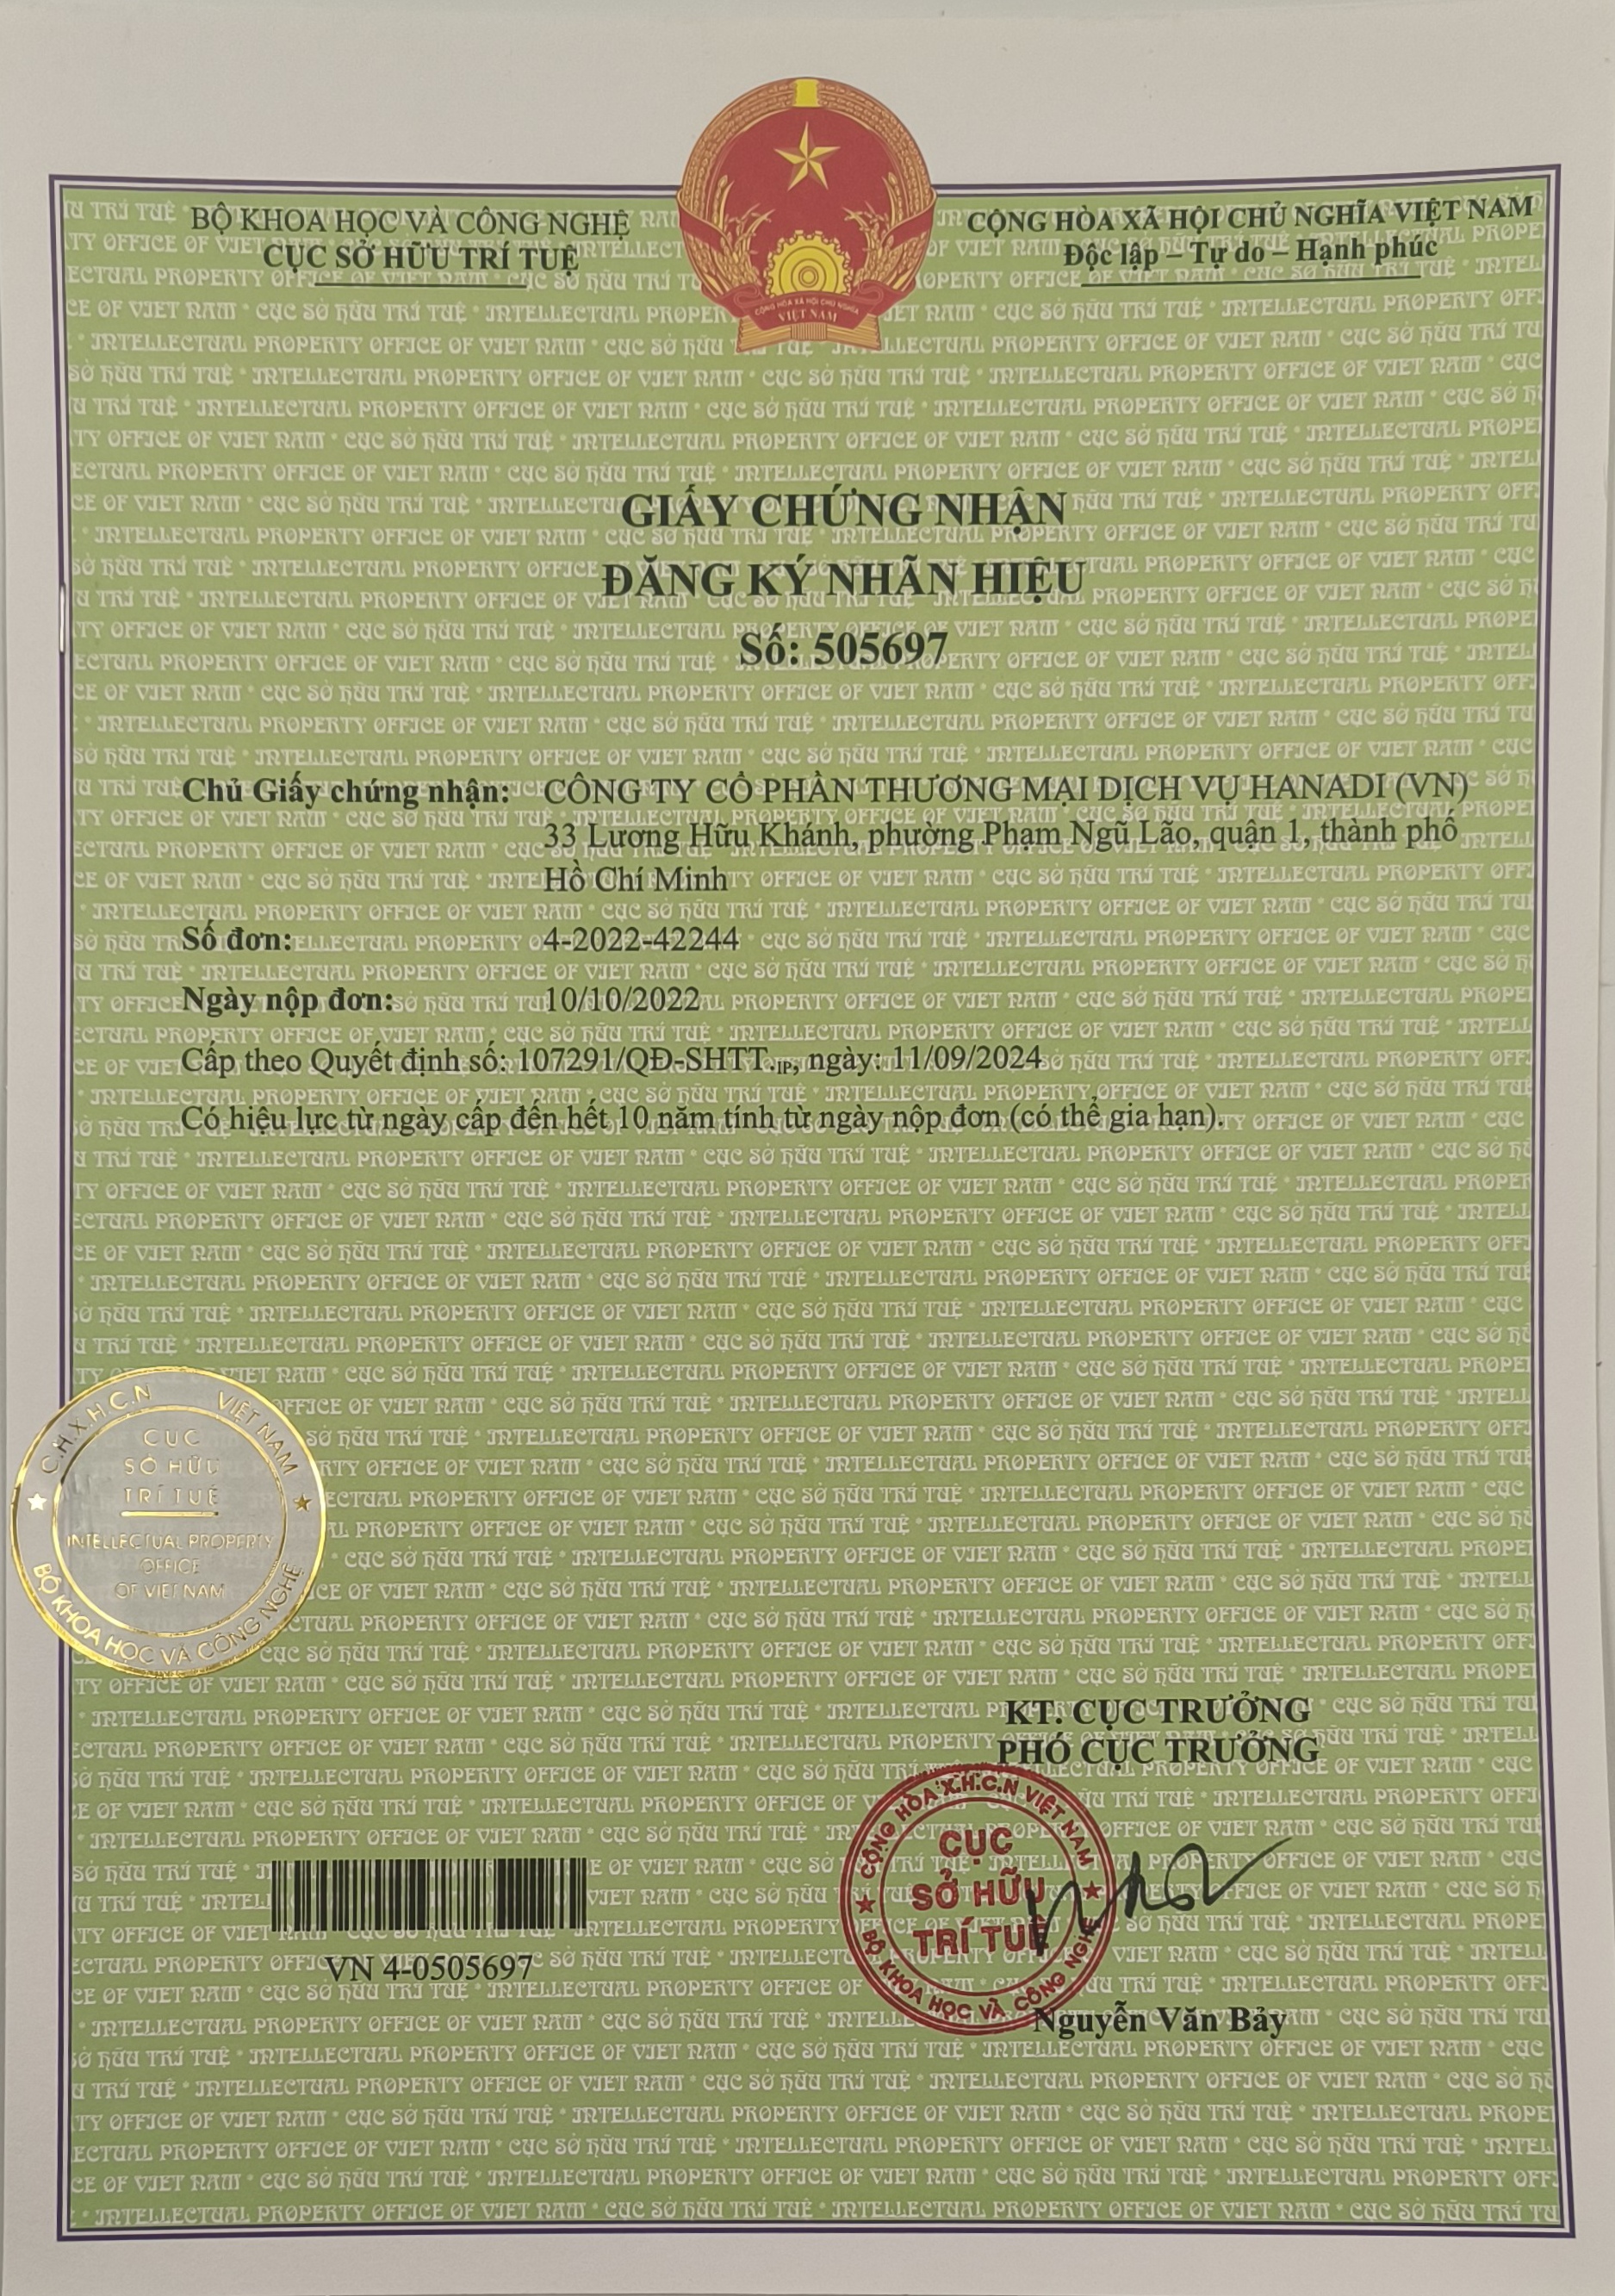 BỘ KHOA HỌC VÀ CÔNG NGHỆ
CỤC SỞ HỮU TRÍ TUỆ
CỘNG HÒA XÃ HỘI CHỦ NGHĨA VIỆT NAM
Độc lập – Tự do – Hạnh phúc
CỘNG HÒA XÃ HỘI CHỦ NGHĨA
VIỆT NAM
GIẤY CHỨNG NHẬN
ĐĂNG KÝ NHÃN HIỆU
Số: 505697
Chủ Giấy chứng nhận: CÔNG TY CỔ PHẦN THƯƠNG MẠI DỊCH VỤ HANADI (VN)
33 Lương Hữu Khánh, phường Phạm Ngũ Lão, quận 1, thành phố
Hồ Chí Minh
Số đơn: 4-2022-42244
Ngày nộp đơn: 10/10/2022
Cấp theo Quyết định số: 107291/QĐ-SHTT.IP, ngày: 11/09/2024
Có hiệu lực từ ngày cấp đến hết 10 năm tính từ ngày nộp đơn (có thể gia hạn).
C.H.X.H.C.N VIỆT NAM
CỤC
SỞ HỮU
TRÍ TUỆ
INTELLECTUAL PROPERTY
OFFICE
OF VIET NAM
BỘ KHOA HỌC VÀ CÔNG NGHỆ
KT. CỤC TRƯỞNG
PHÓ CỤC TRƯỞNG
CỘNG HÒA X.H.C.N VIỆT NAM
CỤC
SỞ HỮU
TRÍ TUỆ
BỘ KHOA HỌC VÀ CÔNG NGHỆ
VN 4-0505697
Nguyễn Văn Bảy